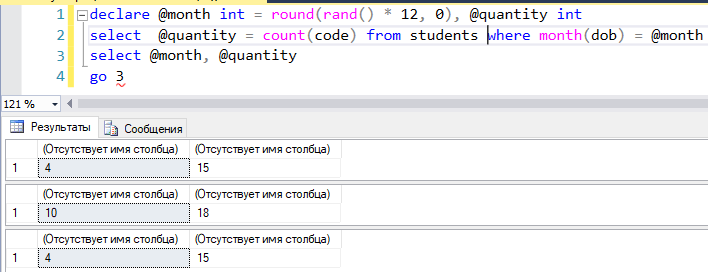 1 declare @month int = round(rand() * 12, 0), @quantity int
2 select @quantity = count(code) from students where month(dob) = @month
3 select @month, @quantity
4 go 3
121 %
Результаты Сообщения
(Отсутствует имя столбца) (Отсутствует имя столбца)
1 4 15
(Отсутствует имя столбца) (Отсутствует имя столбца)
1 10 18
(Отсутствует имя столбца) (Отсутствует имя столбца)
1 4 15